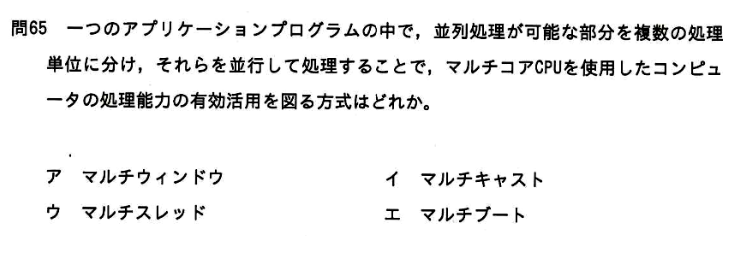 問65　一つのアプリケーションプログラムの中で，並列処理が可能な部分を複数の処理
単位に分け，それらを並行して処理することで，マルチコアCPUを使用したコンピュ
ータの処理能力の有効活用を図る方式はどれか。
ア　マルチウィンドウ　イ　マルチキャスト
ウ　マルチスレッド　エ　マルチブート